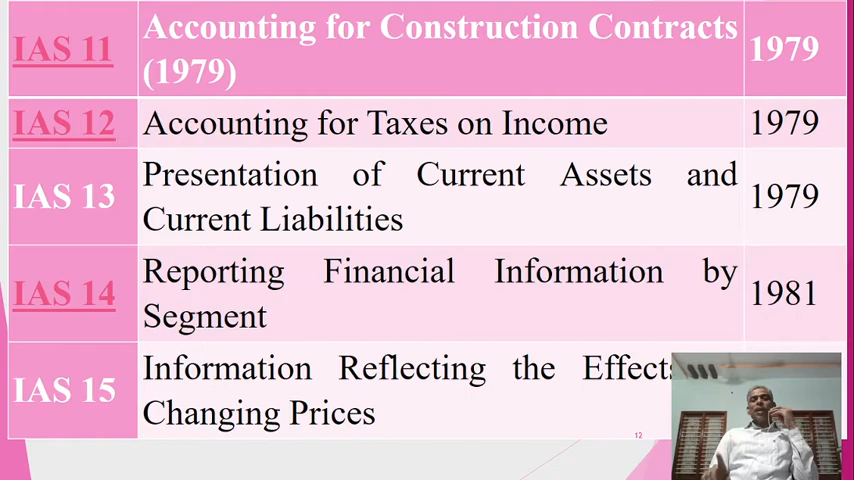 IAS 11 Accounting for Construction Contracts 1979
(1979)
IAS 12 Accounting for Taxes on Income 1979
IAS 13 Presentation of Current Assets and 1979
Current Liabilities
IAS 14 Reporting Financial Information by 1981
Segment
IAS 15 Information Reflecting the Effects
Changing Prices
12